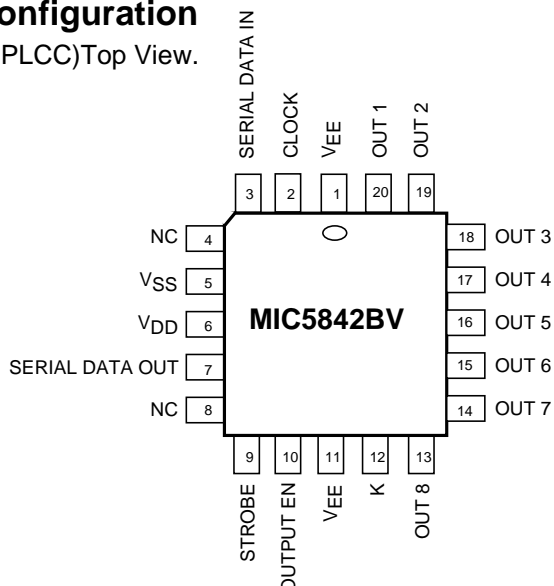 onfiguration
PLCC)Top View.
SERIAL DATA IN
CLOCK
VEE
OUT 1
OUT 2
3
2
1
20
19
NC 4
18 OUT 3
VSS 5
17 OUT 4
MIC5842BV
VDD 6
16 OUT 5
SERIAL DATA OUT 7
15 OUT 6
NC 8
14 OUT 7
9
10
11
12
13
STROBE
OUTPUT EN
VEE
K
OUT 8